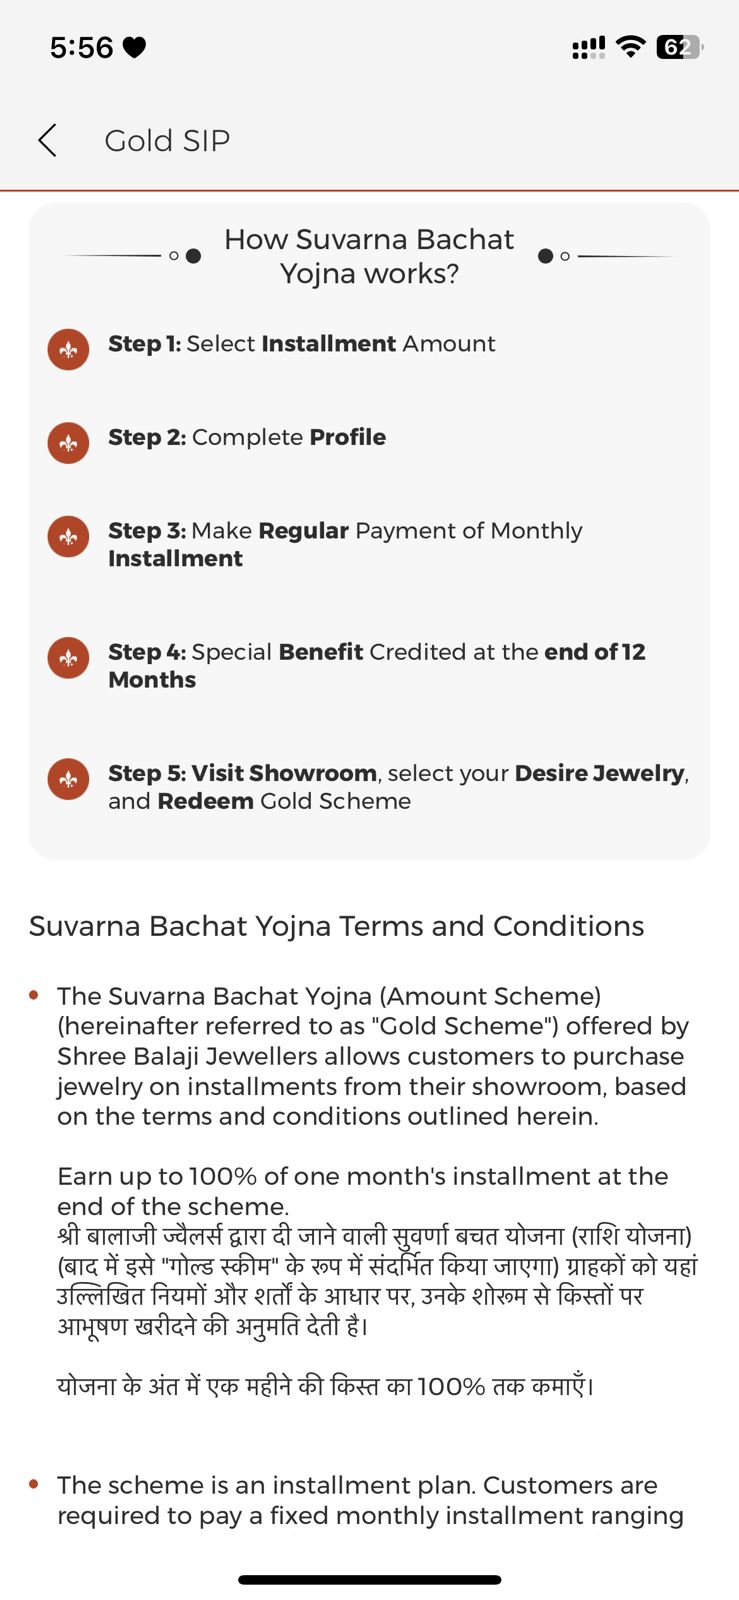 5:56
62
Gold SIP
How Suvarna Bachat
Yojna works?
Step 1: Select Installment Amount
Step 2: Complete Profile
Step 3: Make Regular Payment of Monthly
Installment
Step 4: Special Benefit Credited at the end of 12
Months
Step 5: Visit Showroom, select your Desire Jewelry,
and Redeem Gold Scheme
Suvarna Bachat Yojna Terms and Conditions
The Suvarna Bachat Yojna (Amount Scheme)
(hereinafter referred to as "Gold Scheme") offered by
Shree Balaji Jewellers allows customers to purchase
jewelry on installments from their showroom, based
on the terms and conditions outlined herein.
Earn up to 100% of one month's installment at the
end of the scheme.
श्री बालाजी ज्वैलर्स द्वारा दी जाने वाली सुवर्णा बचत योजना (राशि योजना)
(बाद में इसे "गोल्ड स्कीम" के रूप में संदर्भित किया जाएगा) ग्राहकों को यहां
उल्लिखित नियमों और शर्तों के आधार पर, उनके शोरूम से किस्तों पर
आभूषण खरीदने की अनुमति देती है।
योजना के अंत में एक महीने की किस्त का 100% तक कमाएँ।
The scheme is an installment plan. Customers are
required to pay a fixed monthly installment ranging